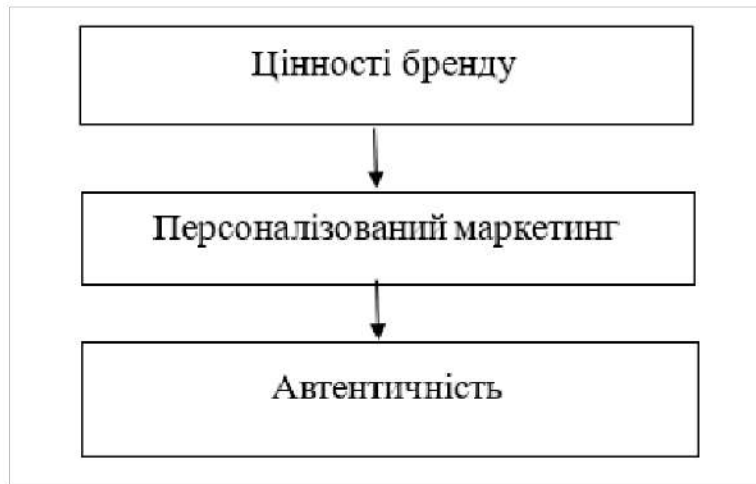 Цінності бренду
Персоналізований маркетинг
Автентичність